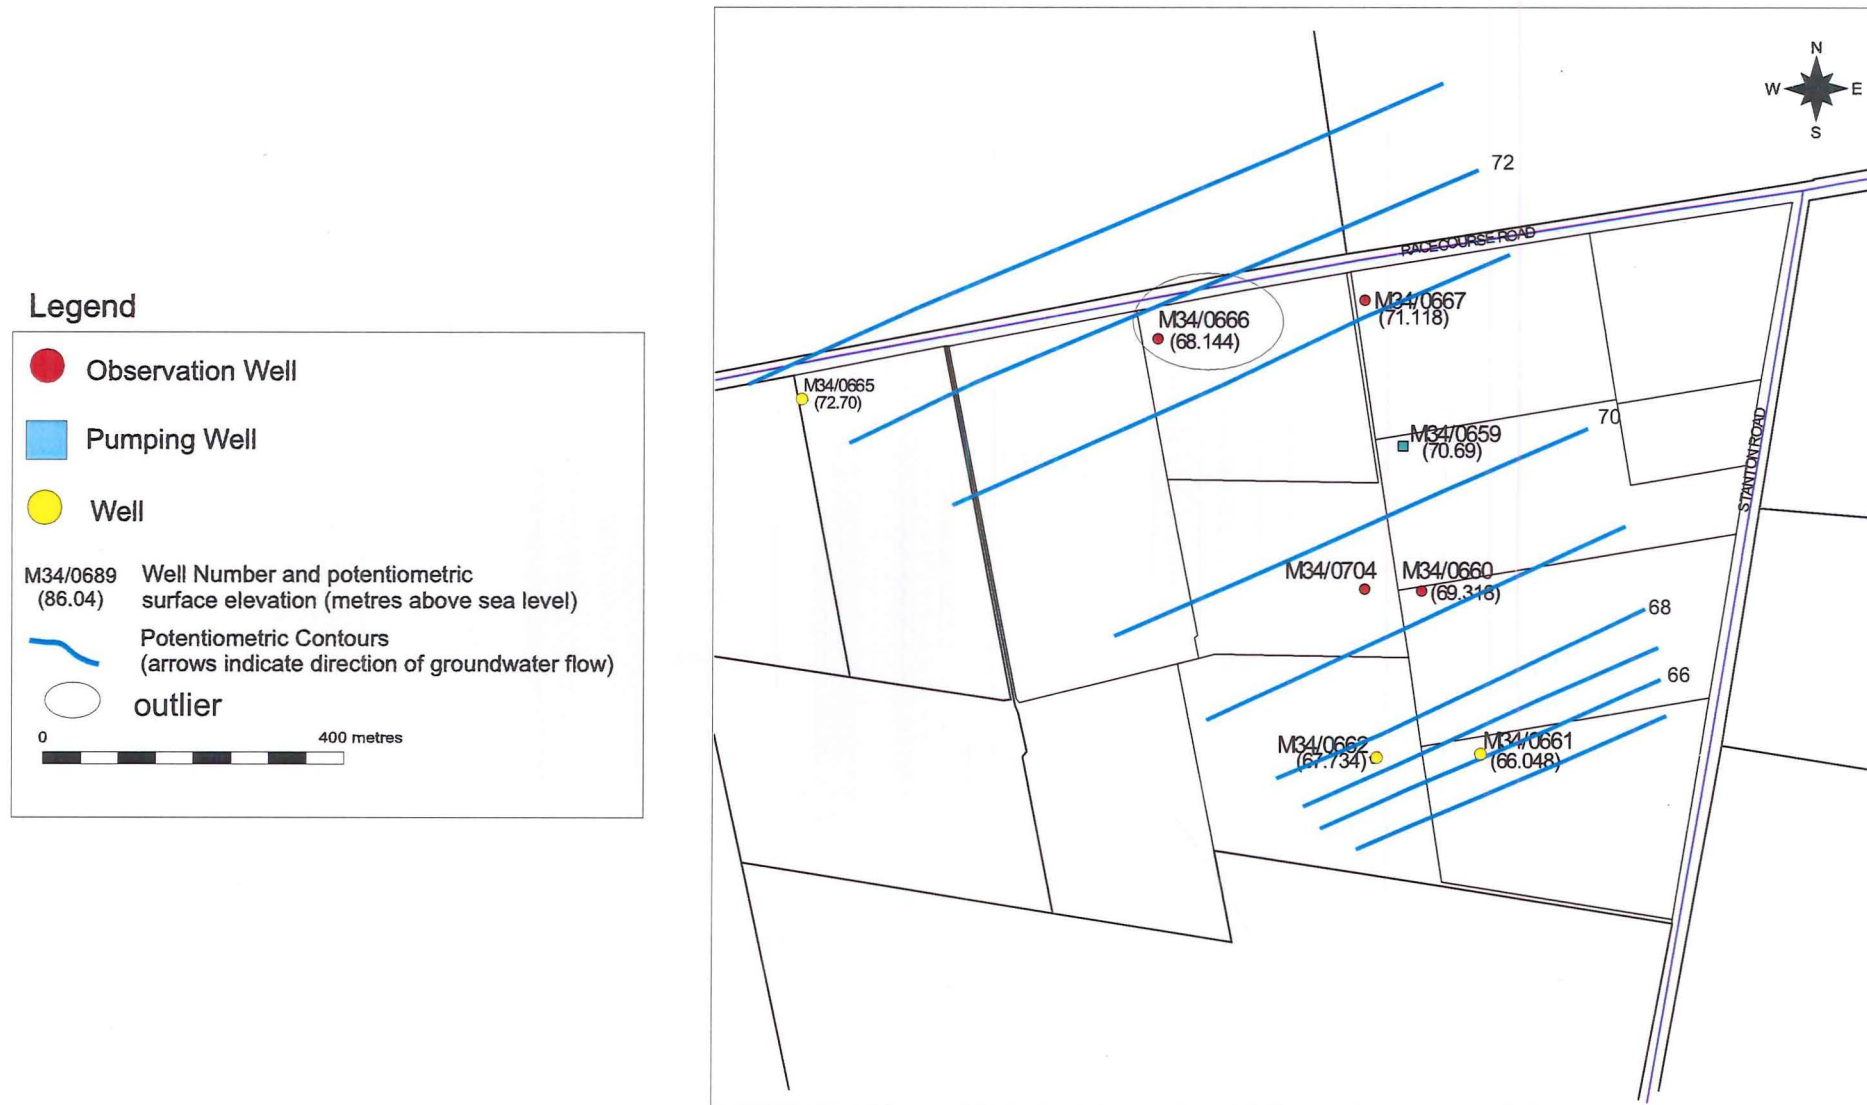 Legend
Observation Well
Pumping Well
Well
M34/0689
(86.04)
Well Number and potentiometric
surface elevation (metres above sea level)
Potentiometric Contours
(arrows indicate direction of groundwater flow)
outlier
0 400 metres
N
W E
S
72
RACECOURSE ROAD
M34/0667
(71.118)
M34/0666
(68.144)
M34/0665
(72.70)
70
M34/0659
(70.69)
STANTON ROAD
M34/0704
M34/0660
(69.318)
68
66
M34/0662
(67.734)
M34/0661
(66.048)